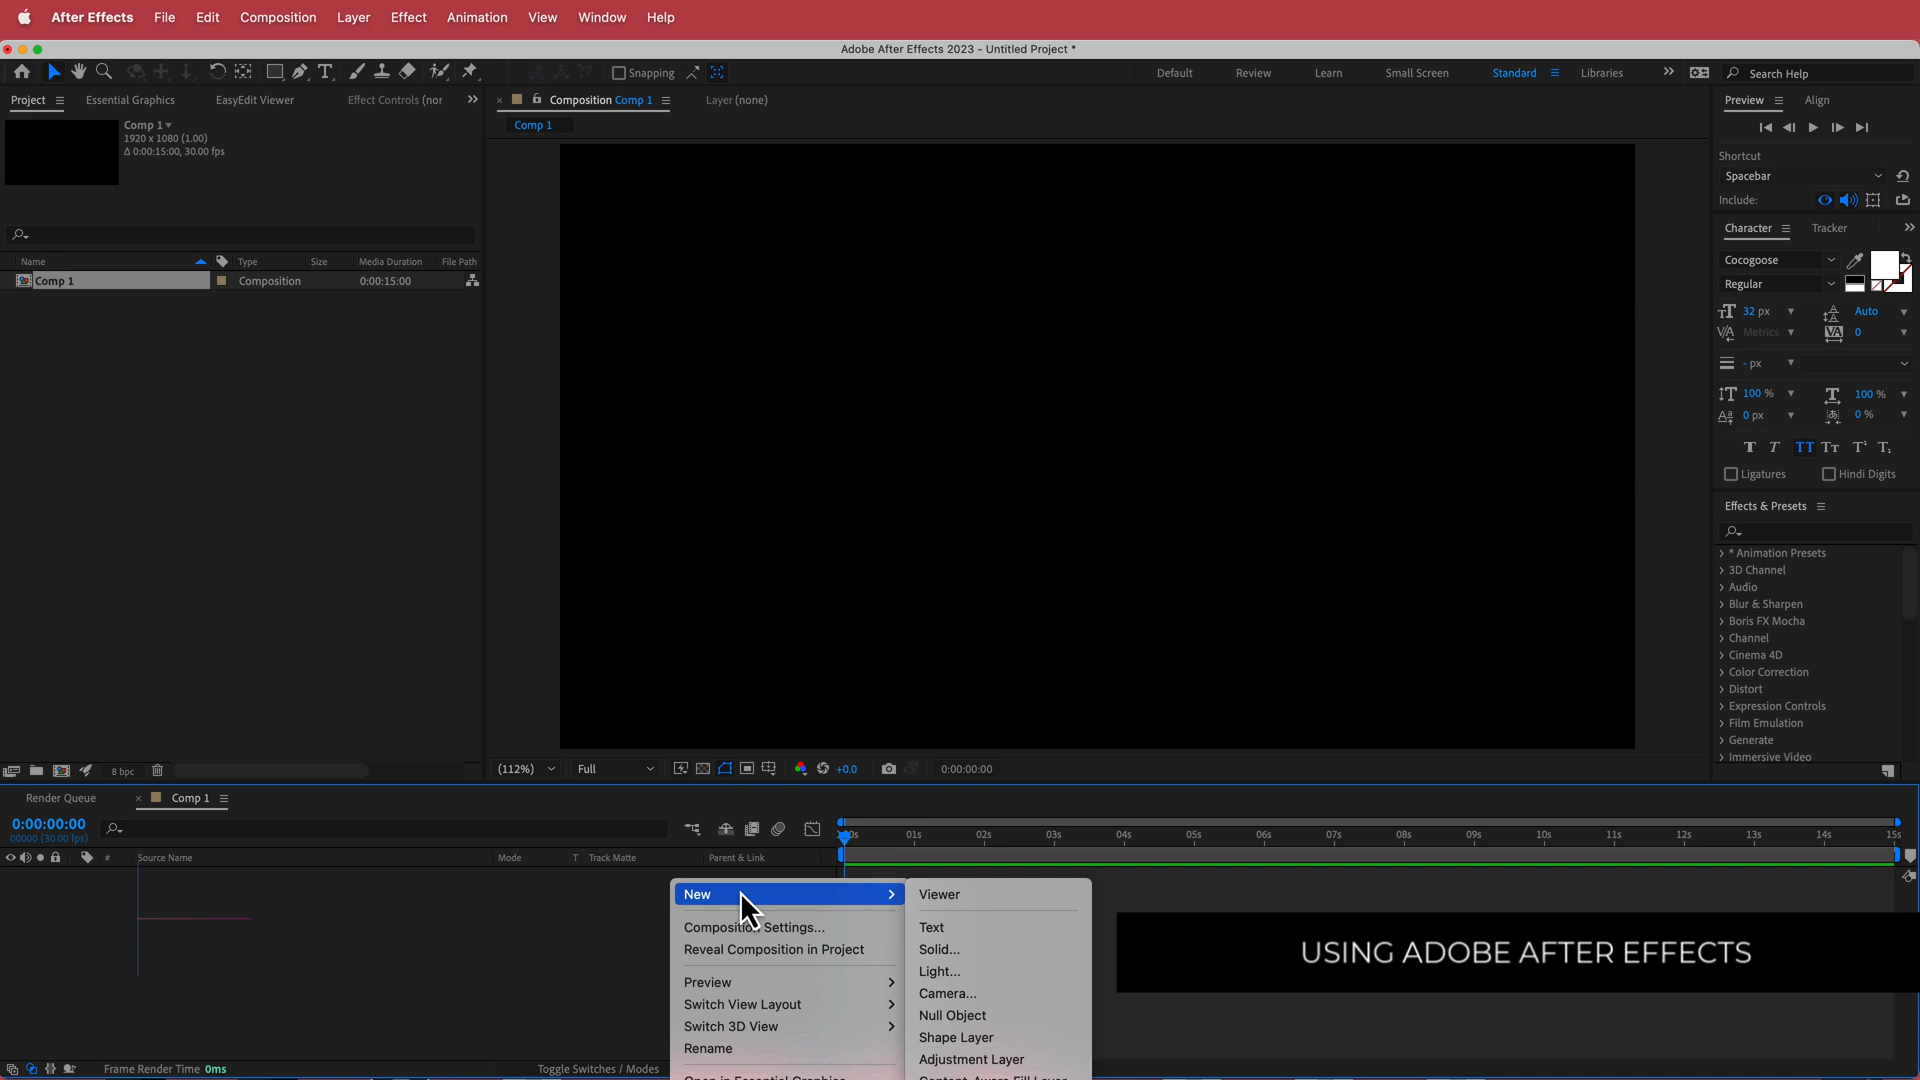 After Effects File Edit Composition Layer Effect Animation View Window Help
Adobe After Effects 2023 - Untitled Project *
Snapping Default Review Learn Small Screen Standard Libraries Search Help
Project Essential Graphics EasyEdit Viewer Effect Controls (nor
Composition Comp 1 Layer (none)
Comp 1
Comp 1
1920 x 1080 (1.00)
Δ 0:00:15:00, 30.00 fps
Name Type Size Media Duration File Path
Comp 1 Composition 0:00:15:00
8 bpc
(112%) Full +0.0 0:00:00:00
Preview Align
Shortcut
Spacebar
Include:
Character Tracker
Cocogoose
Regular
32 px Auto
Metrics 0
- px
100 % 100 %
0 px 0 %
Ligatures Hindi Digits
Effects & Presets
* Animation Presets
3D Channel
Audio
Blur & Sharpen
Boris FX Mocha
Channel
Cinema 4D
Color Correction
Distort
Expression Controls
Film Emulation
Generate
Immersive Video
Render Queue Comp 1
0:00:00:00
00000 (30.00 fps)
01s 02s 03s 04s 05s 06s 07s 08s 09s 10s 11s 12s 13s 14s 15s
# Source Name Mode T Track Matte Parent & Link
New
Composition Settings...
Reveal Composition in Project
Preview
Switch View Layout
Switch 3D View
Rename
Open in Essential Graphics
Viewer
Text
Solid...
Light...
Camera...
Null Object
Shape Layer
Adjustment Layer
Content-Aware Fill Layer
USING ADOBE AFTER EFFECTS
Frame Render Time 0ms Toggle Switches / Modes